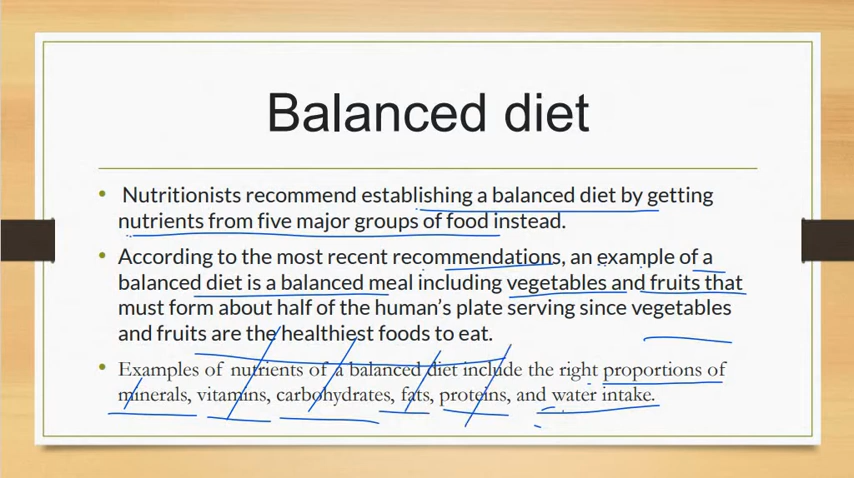 Balanced diet
• Nutritionists recommend establishing a balanced diet by getting
nutrients from five major groups of food instead.
• According to the most recent recommendations, an example of a
balanced diet is a balanced meal including vegetables and fruits that
must form about half of the human's plate serving since vegetables
and fruits are the healthiest foods to eat.
• Examples of nutrients of a balanced diet include the right proportions of
minerals, vitamins, carbohydrates, fats, proteins, and water intake.